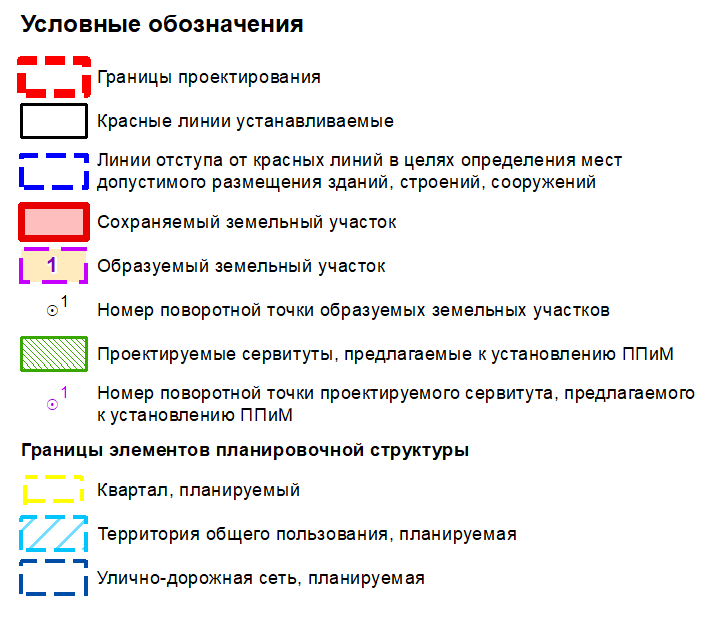 Условные обозначения
Границы проектирования
Красные линии устанавливаемые
Линии отступа от красных линий в целях определения мест
допустимого размещения зданий, строений, сооружений
Сохраняемый земельный участок
1 Образуемый земельный участок
1 Номер поворотной точки образуемых земельных участков
Проектируемые сервитуты, предлагаемые к установлению ППиМ
1 Номер поворотной точки проектируемого сервитута, предлагаемого
к установлению ППиМ
Границы элементов планировочной структуры
Квартал, планируемый
Территория общего пользования, планируемая
Улично-дорожная сеть, планируемая